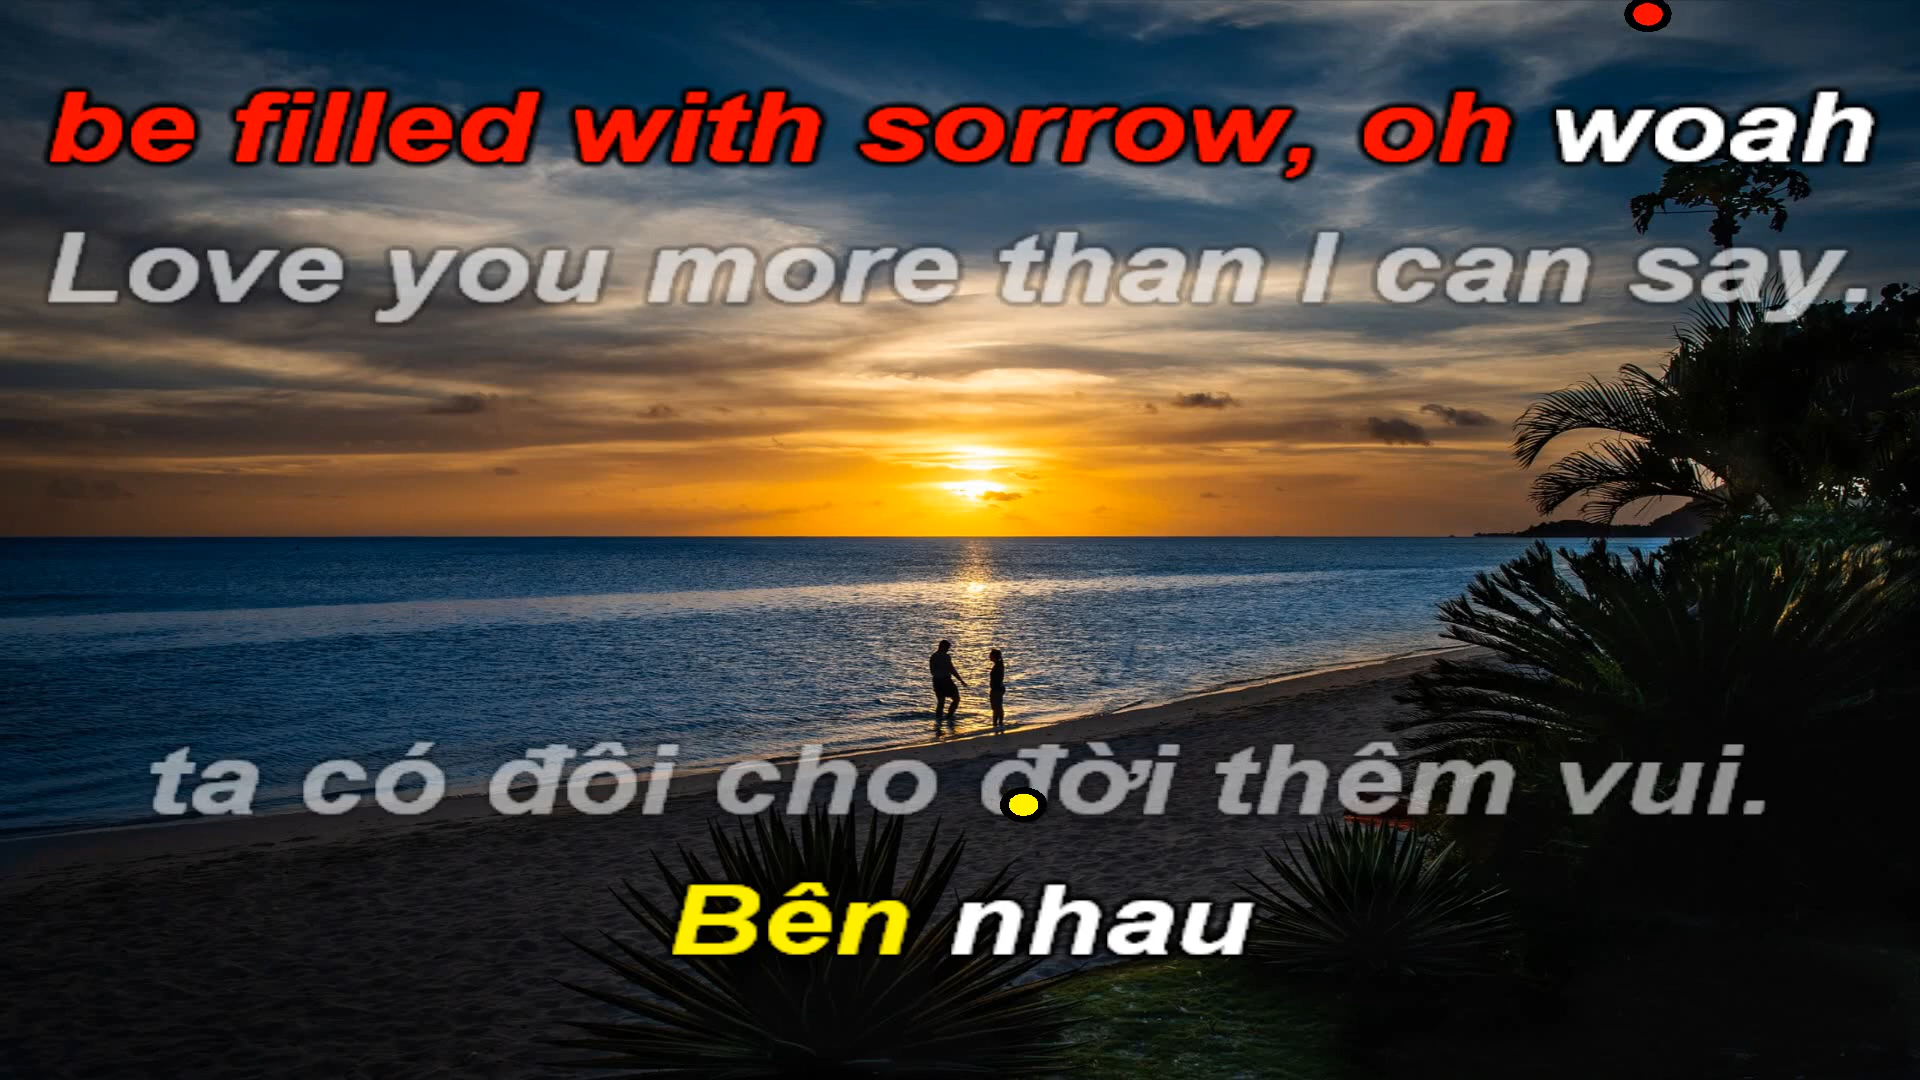 be filled with sorrow, oh woah
Love you more than I can say.
ta có đôi cho đời thêm vui.
Bên nhau